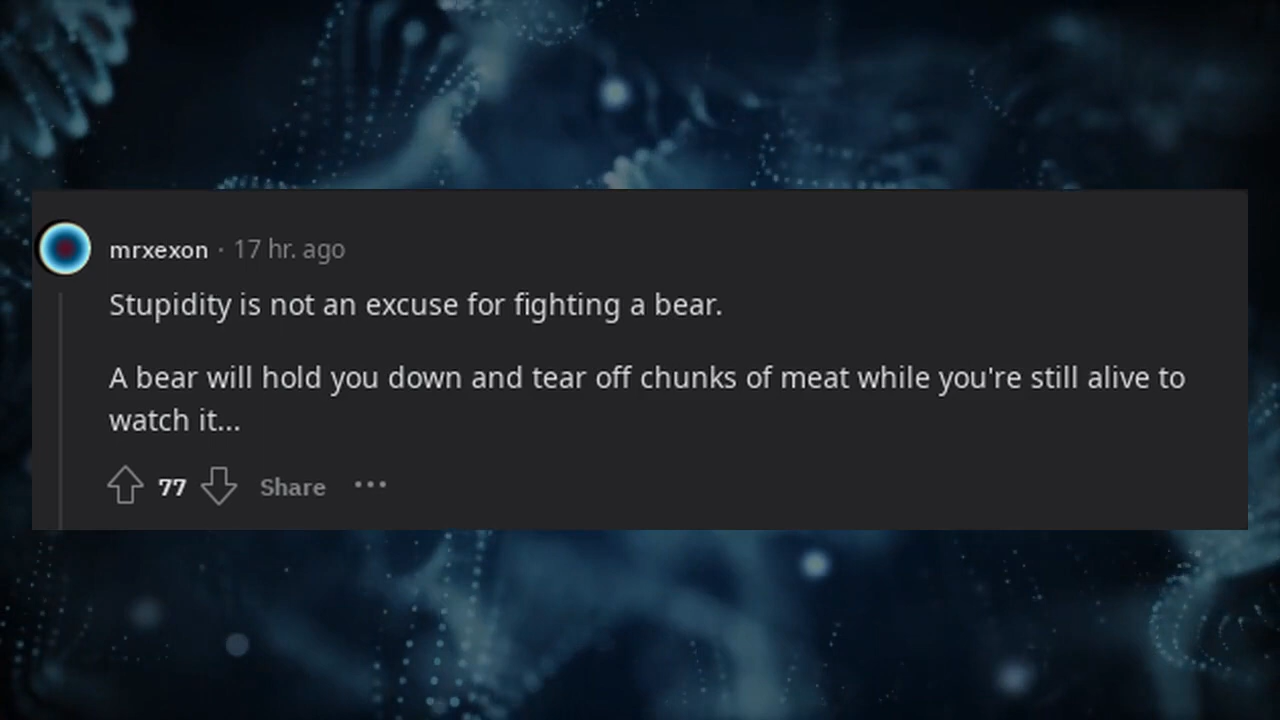 mrxexon · 17 hr. ago
Stupidity is not an excuse for fighting a bear.
A bear will hold you down and tear off chunks of meat while you're still alive to
watch it...
77 Share ···